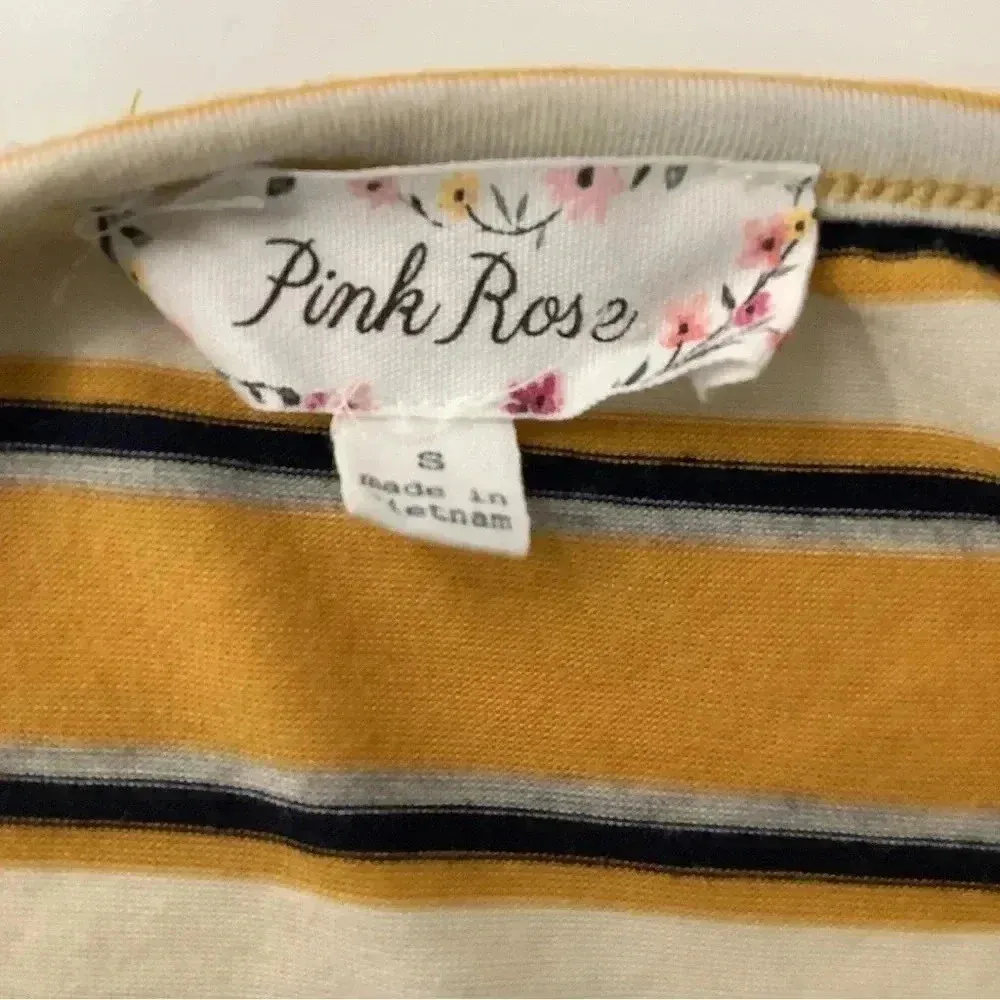 Pink Rose
S
made in
Vietnam